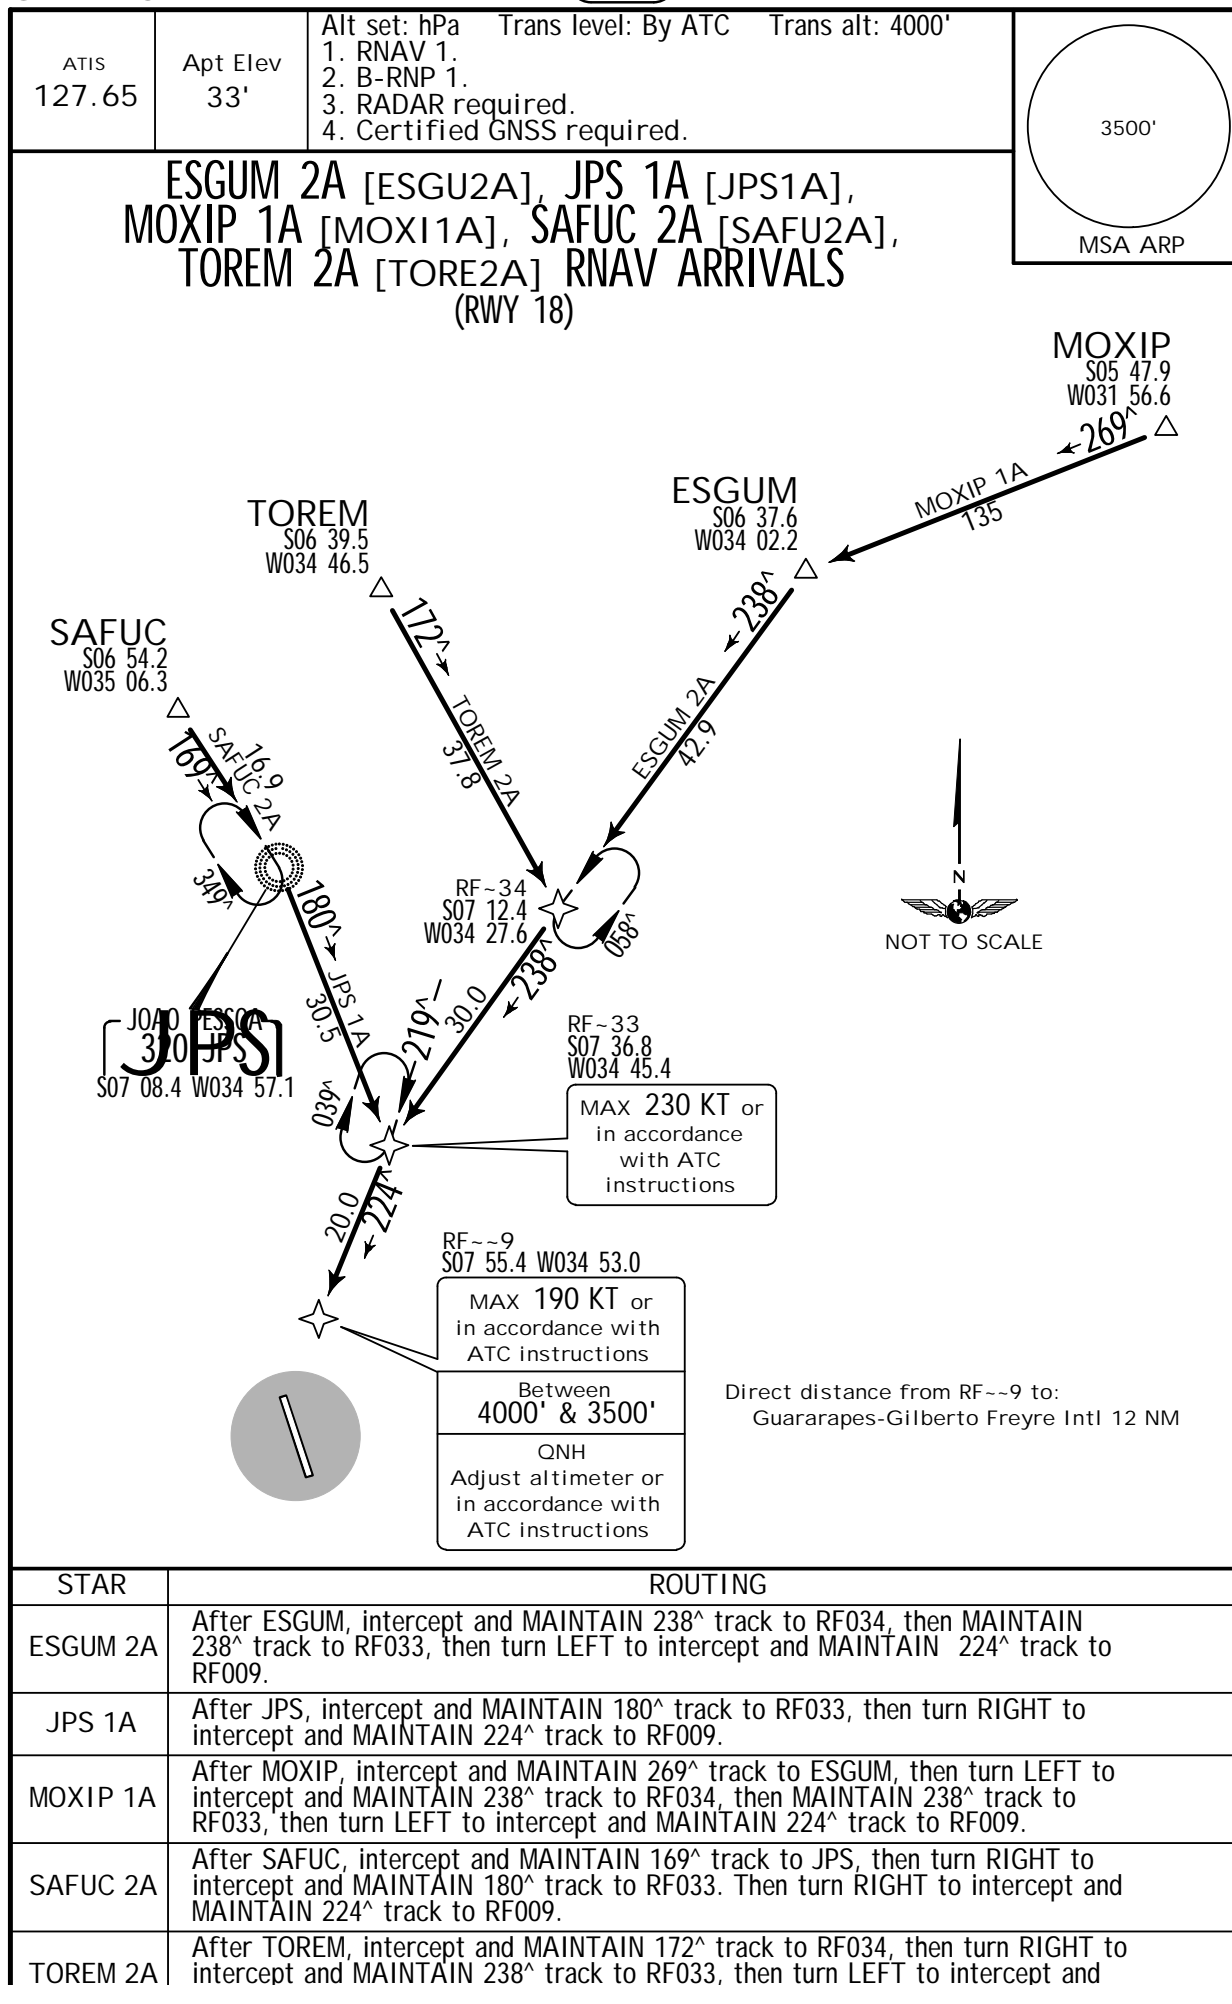 Alt set: hPa Trans level: By ATC Trans alt: 4000'
1. RNAV 1.
2. B-RNP 1.
3. RADAR required.
4. Certified GNSS required.
ATIS
127.65
Apt Elev
33'
3500'
MSA ARP
ESGUM 2A [ESGU2A], JPS 1A [JPS1A],
MOXIP 1A [MOXI1A], SAFUC 2A [SAFU2A],
TOREM 2A [TORE2A] RNAV ARRIVALS
(RWY 18)
MOXIP
S05 47.9
W031 56.6
269^
MOXIP 1A
135
ESGUM
S06 37.6
W034 02.2
238^
ESGUM 2A
42.9
TOREM
S06 39.5
W034 46.5
172^
TOREM 2A
37.8
SAFUC
S06 54.2
W035 06.3
169^
SAFUC 2A
16.9
349^
180^
JPS 1A
30.5
RF~34
S07 12.4
W034 27.6
058^
238^
30.0
N
NOT TO SCALE
JOAO PESSOA
320 JPS
JPS
S07 08.4 W034 57.1
219^
039^
RF~33
S07 36.8
W034 45.4
MAX 230 KT or
in accordance
with ATC
instructions
20.0
224^
RF~~9
S07 55.4 W034 53.0
MAX 190 KT or
in accordance with
ATC instructions
Between
4000' & 3500'
QNH
Adjust altimeter or
in accordance with
ATC instructions
Direct distance from RF~~9 to:
Guararapes-Gilberto Freyre Intl 12 NM
STAR ROUTING
ESGUM 2A
After ESGUM, intercept and MAINTAIN 238^ track to RF034, then MAINTAIN
238^ track to RF033, then turn LEFT to intercept and MAINTAIN 224^ track to
RF009.
JPS 1A
After JPS, intercept and MAINTAIN 180^ track to RF033, then turn RIGHT to
intercept and MAINTAIN 224^ track to RF009.
MOXIP 1A
After MOXIP, intercept and MAINTAIN 269^ track to ESGUM, then turn LEFT to
intercept and MAINTAIN 238^ track to RF034, then MAINTAIN 238^ track to
RF033, then turn LEFT to intercept and MAINTAIN 224^ track to RF009.
SAFUC 2A
After SAFUC, intercept and MAINTAIN 169^ track to JPS, then turn RIGHT to
intercept and MAINTAIN 180^ track to RF033. Then turn RIGHT to intercept and
MAINTAIN 224^ track to RF009.
TOREM 2A
After TOREM, intercept and MAINTAIN 172^ track to RF034, then turn RIGHT to
intercept and MAINTAIN 238^ track to RF033, then turn LEFT to intercept and